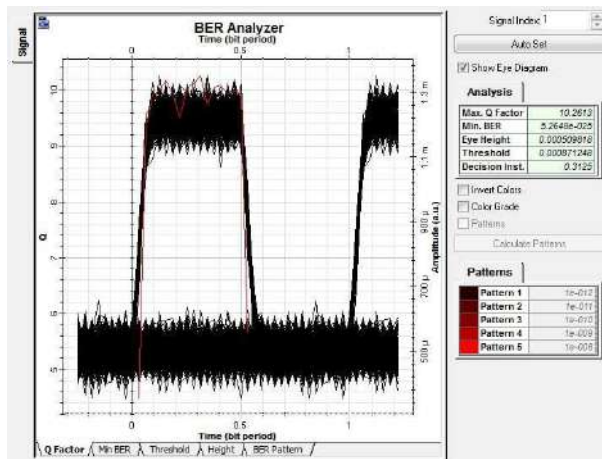 Signal
BER Analyzer
Time (bit period)
0 0.5 1
Q
10
9
8
7
6
5
1.3 m
1.1 m
900 µ
700 µ
500 µ
Amplitude (a.u.)
0 0.5 1
Time (bit period)
Q Factor Min BER Threshold Height BER Pattern
Signal Index: 1
Auto Set
Show Eye Diagram
Analysis
Max. Q Factor 10.2613
Min. BER 5.2648e-025
Eye Height 0.000509818
Threshold 0.000871248
Decision Inst. 0.3125
Invert Colors
Color Grade
Patterns
Calculate Patterns
Patterns
Pattern 1 1e-012
Pattern 2 1e-011
Pattern 3 1e-010
Pattern 4 1e-009
Pattern 5 1e-008